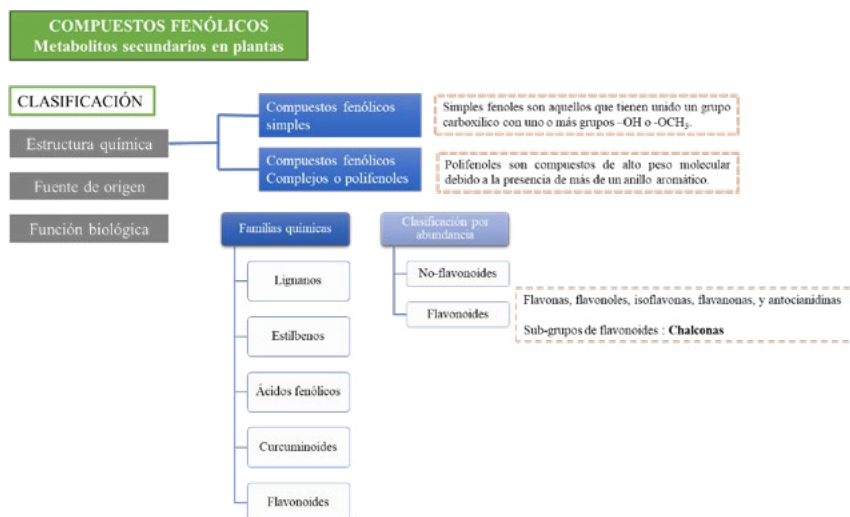 COMPUESTOS FENÓLICOS
Metabolitos secundarios en plantas
CLASIFICACIÓN
Estructura química
Fuente de origen
Función biológica
Compuestos fenólicos
simples
Simples fenoles son aquellos que tienen unido un grupo
carboxílico con uno o más grupos –OH o -OCH₃.
Compuestos fenólicos
Complejos o polifenoles
Polifenoles son compuestos de alto peso molecular
debido a la presencia de más de un anillo aromático.
Familias químicas
Lignanos
Estilbenos
Ácidos fenólicos
Curcuminoides
Flavonoides
Clasificación por
abundancia
No-flavonoides
Flavonoides
Flavonas, flavonoles, isoflavonas, flavanonas, y antocianidinas
Sub-grupos de flavonoides : Chalconas